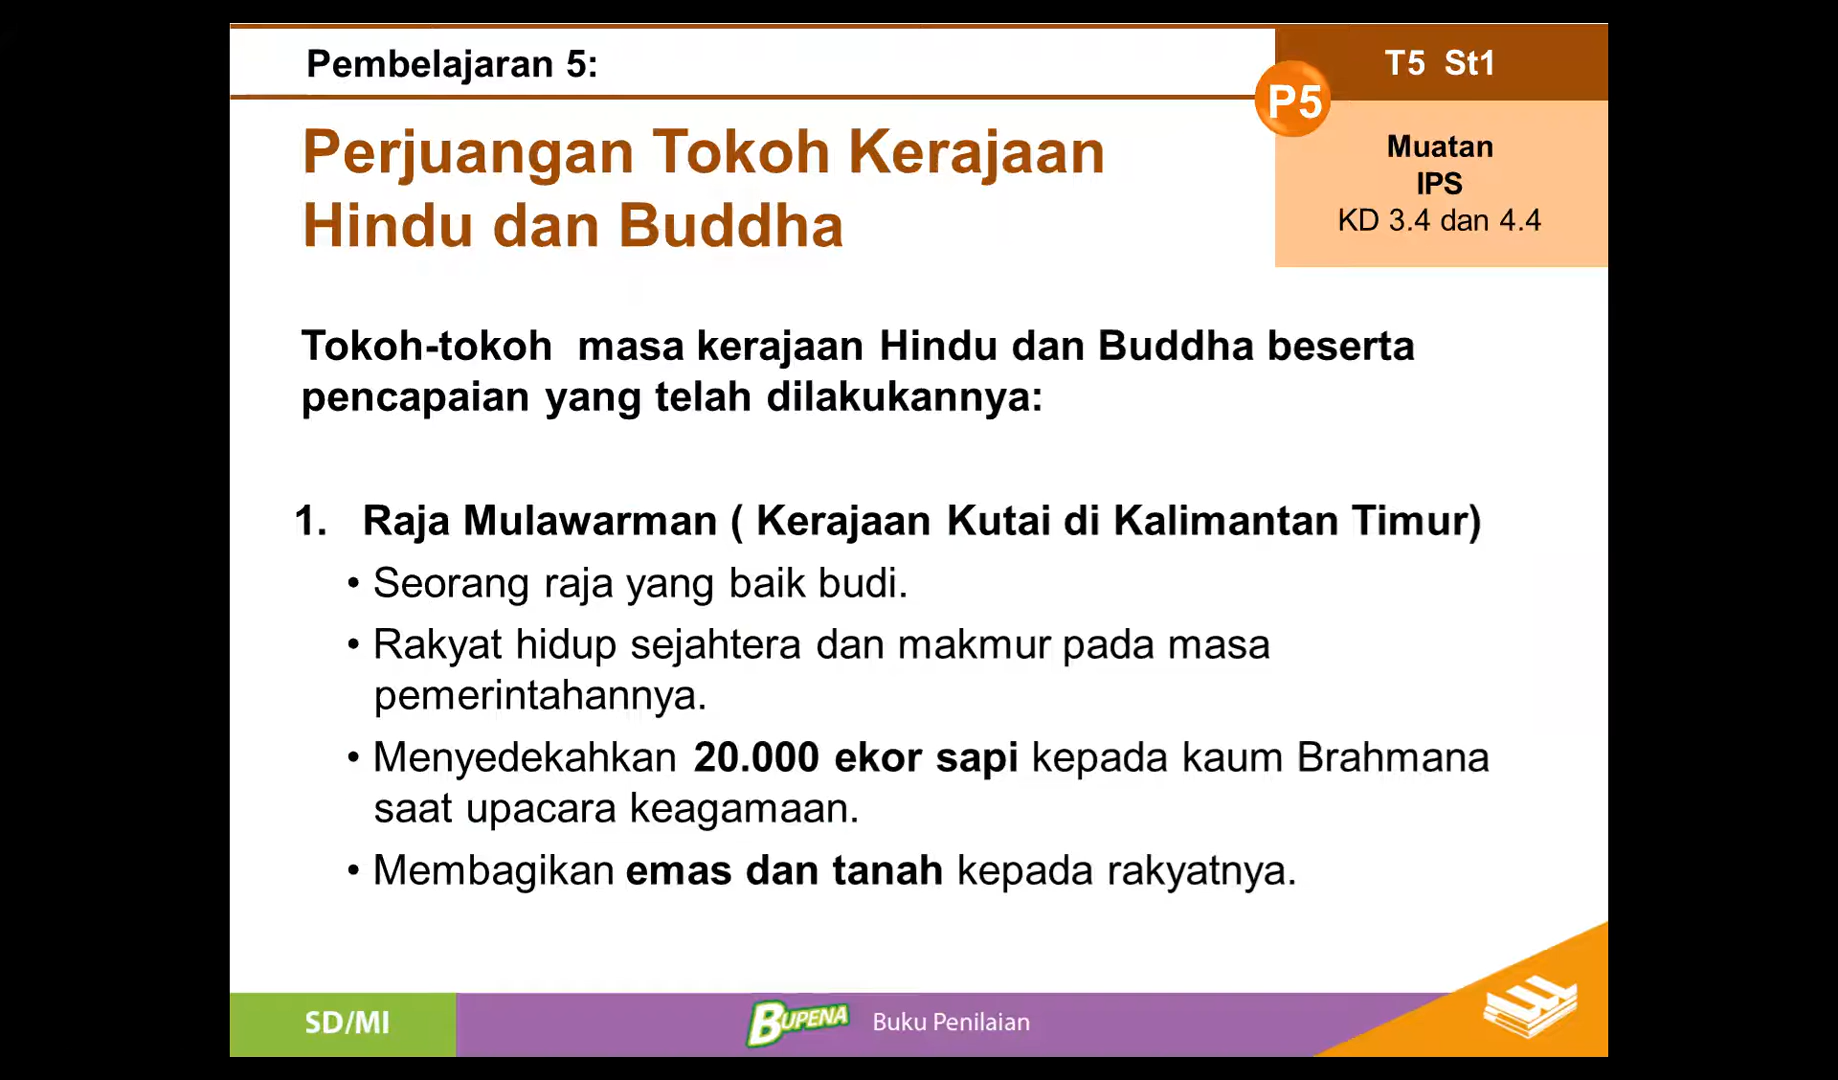 Pembelajaran 5:
T5 St1
P5
Muatan
IPS
KD 3.4 dan 4.4
Perjuangan Tokoh Kerajaan
Hindu dan Buddha
Tokoh-tokoh masa kerajaan Hindu dan Buddha beserta
pencapaian yang telah dilakukannya:
1. Raja Mulawarman ( Kerajaan Kutai di Kalimantan Timur)
• Seorang raja yang baik budi.
• Rakyat hidup sejahtera dan makmur pada masa
pemerintahannya.
• Menyedekahkan 20.000 ekor sapi kepada kaum Brahmana
saat upacara keagamaan.
• Membagikan emas dan tanah kepada rakyatnya.
SD/MI
BUPENA Buku Penilaian